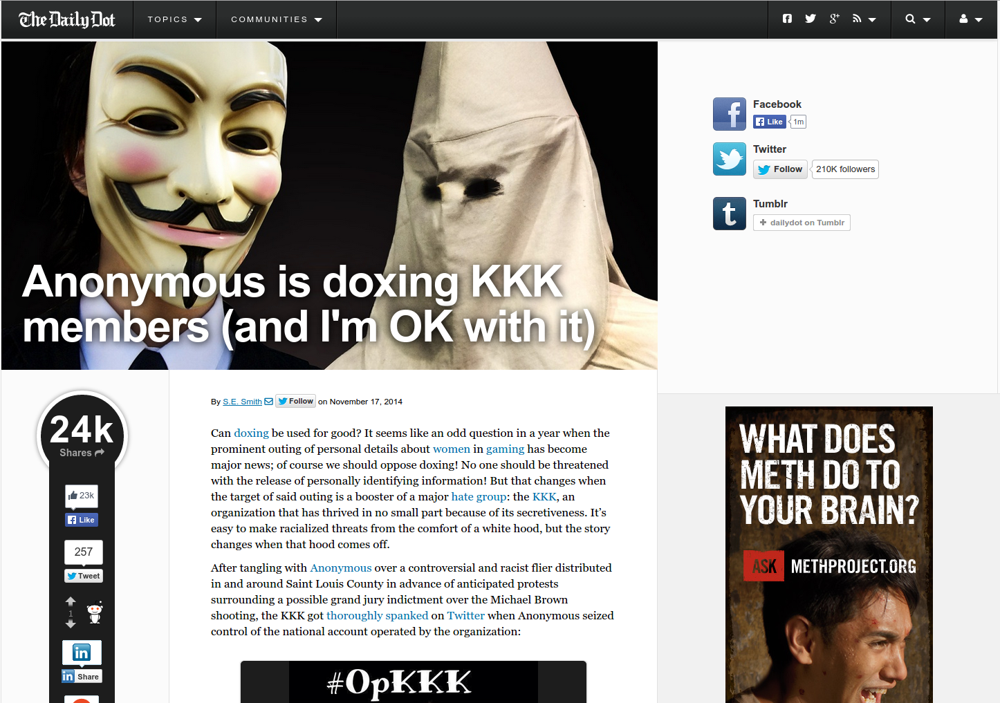 The Daily Dot
TOPICS
COMMUNITIES
Anonymous is doxing KKK
members (and I'm OK with it)
Facebook
Like
1m
Twitter
Follow
210K followers
Tumblr
dailydot on Tumblr
24k
Shares
23k
Like
257
Tweet
1
in
in Share
By S.E. Smith Follow on November 17, 2014
Can doxing be used for good? It seems like an odd question in a year when the
prominent outing of personal details about women in gaming has become
major news; of course we should oppose doxing! No one should be threatened
with the release of personally identifying information! But that changes when
the target of said outing is a booster of a major hate group: the KKK, an
organization that has thrived in no small part because of its secretiveness. It’s
easy to make racialized threats from the comfort of a white hood, but the story
changes when that hood comes off.
After tangling with Anonymous over a controversial and racist flier distributed
in and around Saint Louis County in advance of anticipated protests
surrounding a possible grand jury indictment over the Michael Brown
shooting, the KKK got thoroughly spanked on Twitter when Anonymous seized
control of the national account operated by the organization:
#OpKKK
WHAT DOES
METH DO TO
YOUR BRAIN?
ASK METHPROJECT.ORG